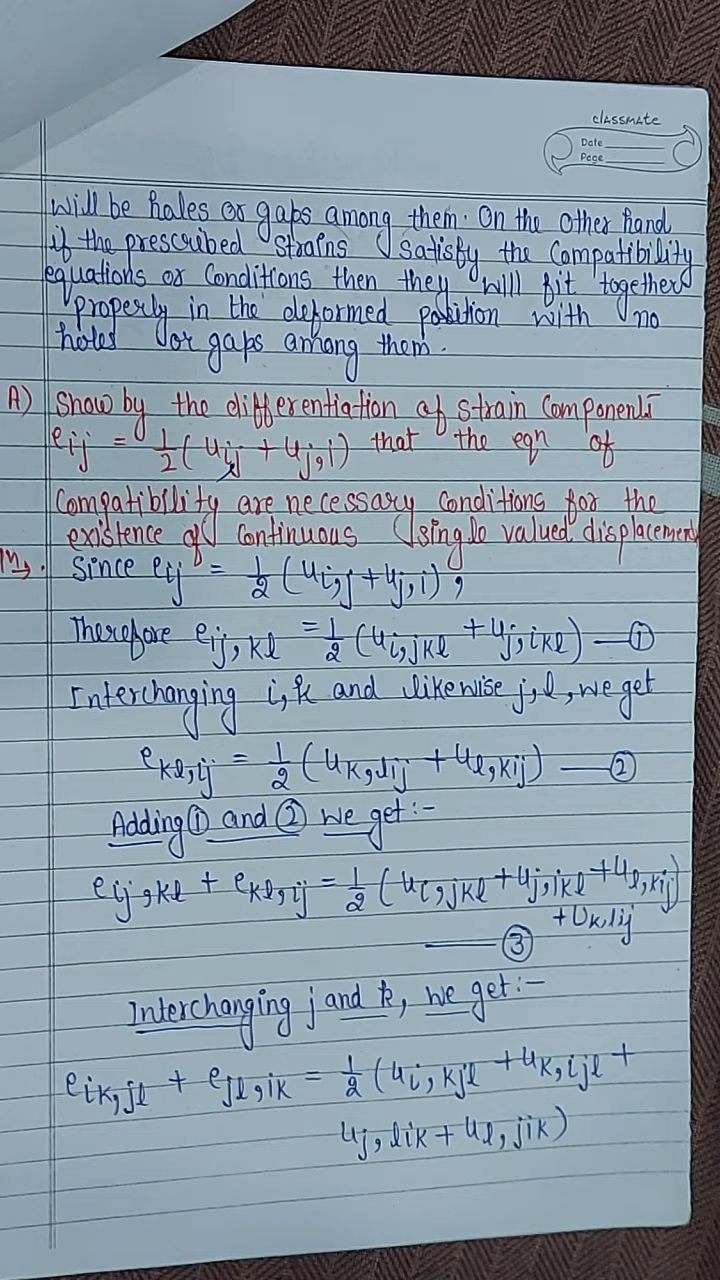 classmate
Date
Page
will be holes or gaps among them. On the other hand
if the prescribed strains satisfy the Compatibility
equations or Conditions then they will fit together
properly in the deformed position with no
holes or gaps among them.
A) Show by the differentiation of strain Components
eij = 1/2 (ui,j + uj,i) that the eqn of
Compatibility are necessary conditions for the
existence of continuous single valued displacement
Since eij = 1/2 (ui,j + uj,i),
Therefore eij,kl = 1/2 (ui,jkl + uj,ikl) — ①
Interchanging i,k and likewise j,l, we get
ekl,ij = 1/2 (uk,lij + ul,kij) — ②
Adding ① and ② we get:-
eij,kl + ekl,ij = 1/2 (ui,jkl + uj,ikl + ul,kij)
+ uk,lij
— ③
Interchanging j and k, we get:-
eik,jl + ejl,ik = 1/2 (ui,kjl + uk,ijl +
uj,lik + ul,jik)